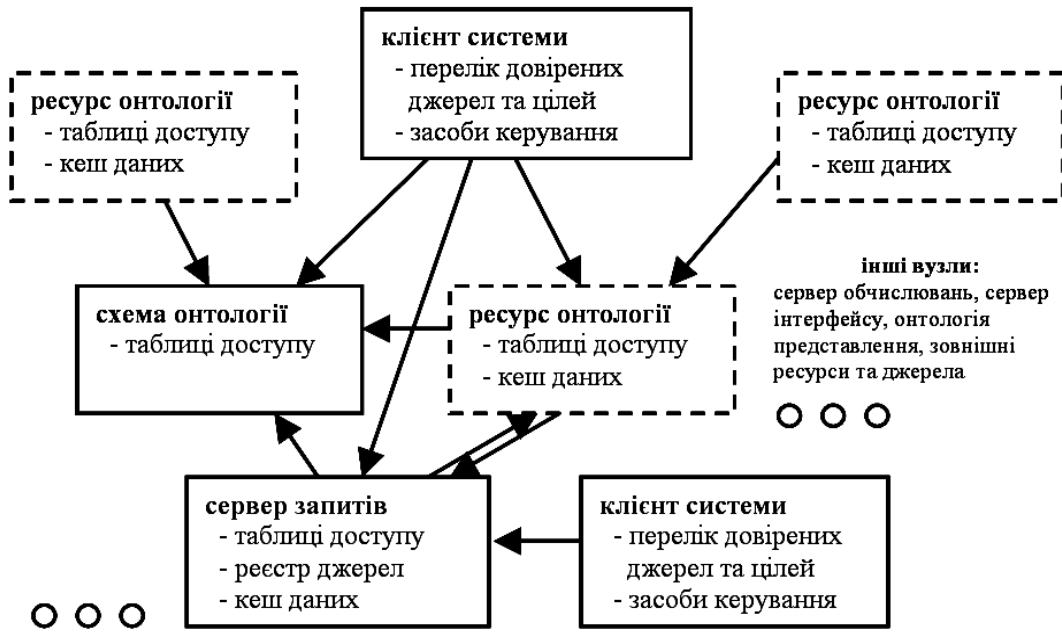 клієнт системи
- перелік довірених
джерел та цілей
- засоби керування
ресурс онтології
- таблиці доступу
- кеш даних
ресурс онтології
- таблиці доступу
- кеш даних
схема онтології
- таблиці доступу
ресурс онтології
- таблиці доступу
- кеш даних
інші вузли:
сервер обчислювань, сервер
інтерфейсу, онтологія
представлення, зовнішні
ресурси та джерела
сервер запитів
- таблиці доступу
- реєстр джерел
- кеш даних
клієнт системи
- перелік довірених
джерел та цілей
- засоби керування